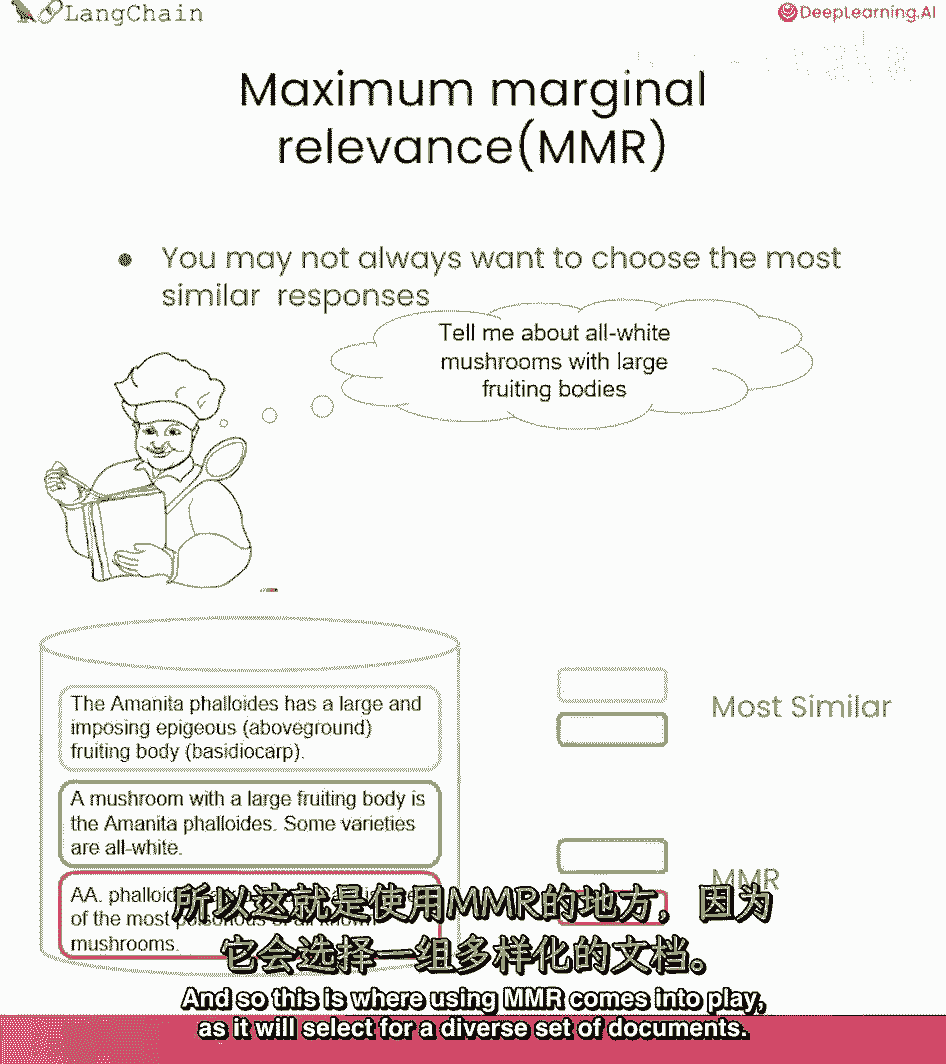 LangChain
DeepLearning.AI
Maximum marginal
relevance(MMR)
● You may not always want to choose the most
similar responses
Tell me about all-white
mushrooms with large
fruiting bodies
The Amanita phalloides has a large and
imposing epigeous (aboveground)
fruiting body (basidiocarp).
A mushroom with a large fruiting body is
the Amanita phalloides. Some varieties
are all-white.
AA. phalloides
of the most poisonous of all known
mushrooms.
Most Similar
MMR
所以这就是使用MMR的地方，因为
它会选择一组多样化的文档。
And so this is where using MMR comes into play,
as it will select for a diverse set of documents.